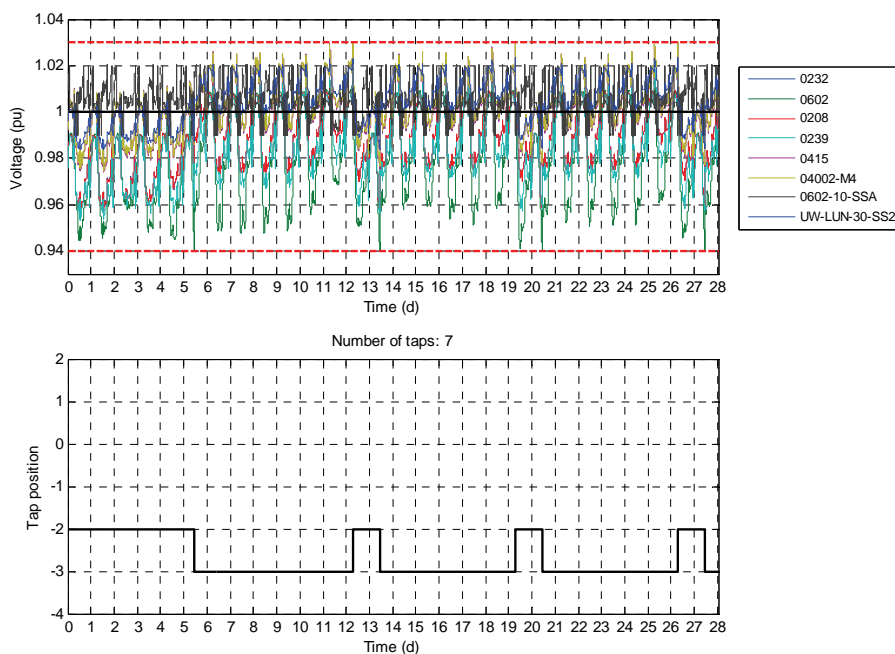 1.04
1.02
1
0.98
0.96
0.94
Voltage (pu)
0 1 2 3 4 5 6 7 8 9 10 11 12 13 14 15 16 17 18 19 20 21 22 23 24 25 26 27 28
Time (d)
0232
0602
0208
0239
0415
04002-M4
0602-10-SSA
UW-LUN-30-SS2
Number of taps: 7
2
1
0
-1
-2
-3
-4
Tap position
0 1 2 3 4 5 6 7 8 9 10 11 12 13 14 15 16 17 18 19 20 21 22 23 24 25 26 27 28
Time (d)